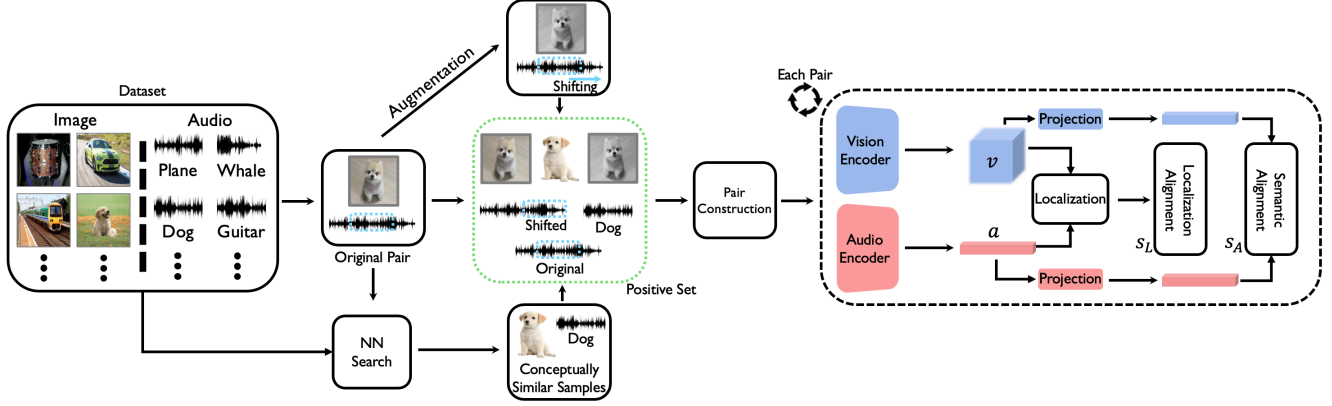 Dataset
Image
Audio
Plane
Whale
Dog
Guitar
Augmentation
Original Pair
NN
Search
Shifting
Shifted
Dog
Original
Positive Set
Dog
Conceptually
Similar Samples
Pair
Construction
Each Pair
Vision
Encoder
Audio
Encoder
v
a
Projection
Localization
Projection
Localization
Alignment
S_L
Semantic
Alignment
S_A